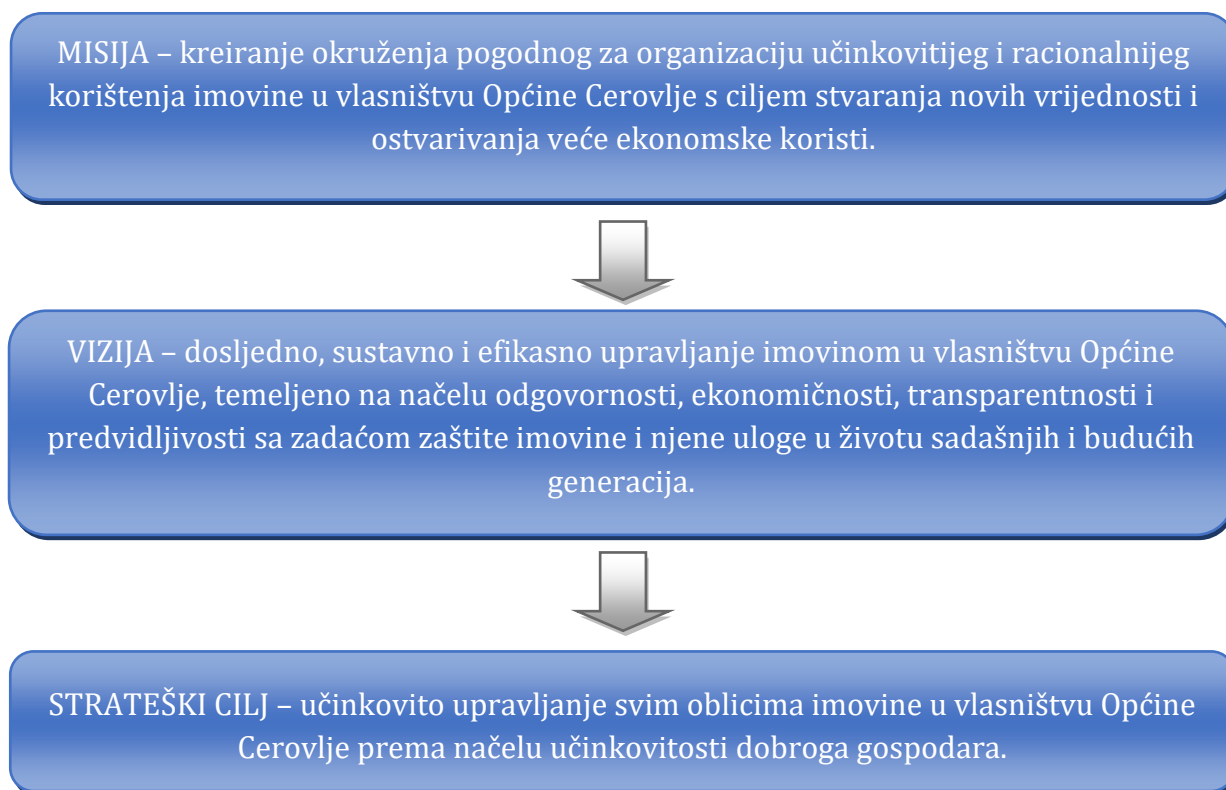 MISIJA – kreiranje okruženja pogodnog za organizaciju učinkovitijeg i racionalnijeg
korištenja imovine u vlasništvu Općine Cerovlje s ciljem stvaranja novih vrijednosti i
ostvarivanja veće ekonomske koristi.
VIZIJA – dosljedno, sustavno i efikasno upravljanje imovinom u vlasništvu Općine
Cerovlje, temeljeno na načelu odgovornosti, ekonomičnosti, transparentnosti i
predvidljivosti sa zadaćom zaštite imovine i njene uloge u životu sadašnjih i budućih
generacija.
STRATEŠKI CILJ – učinkovito upravljanje svim oblicima imovine u vlasništvu Općine
Cerovlje prema načelu učinkovitosti dobroga gospodara.